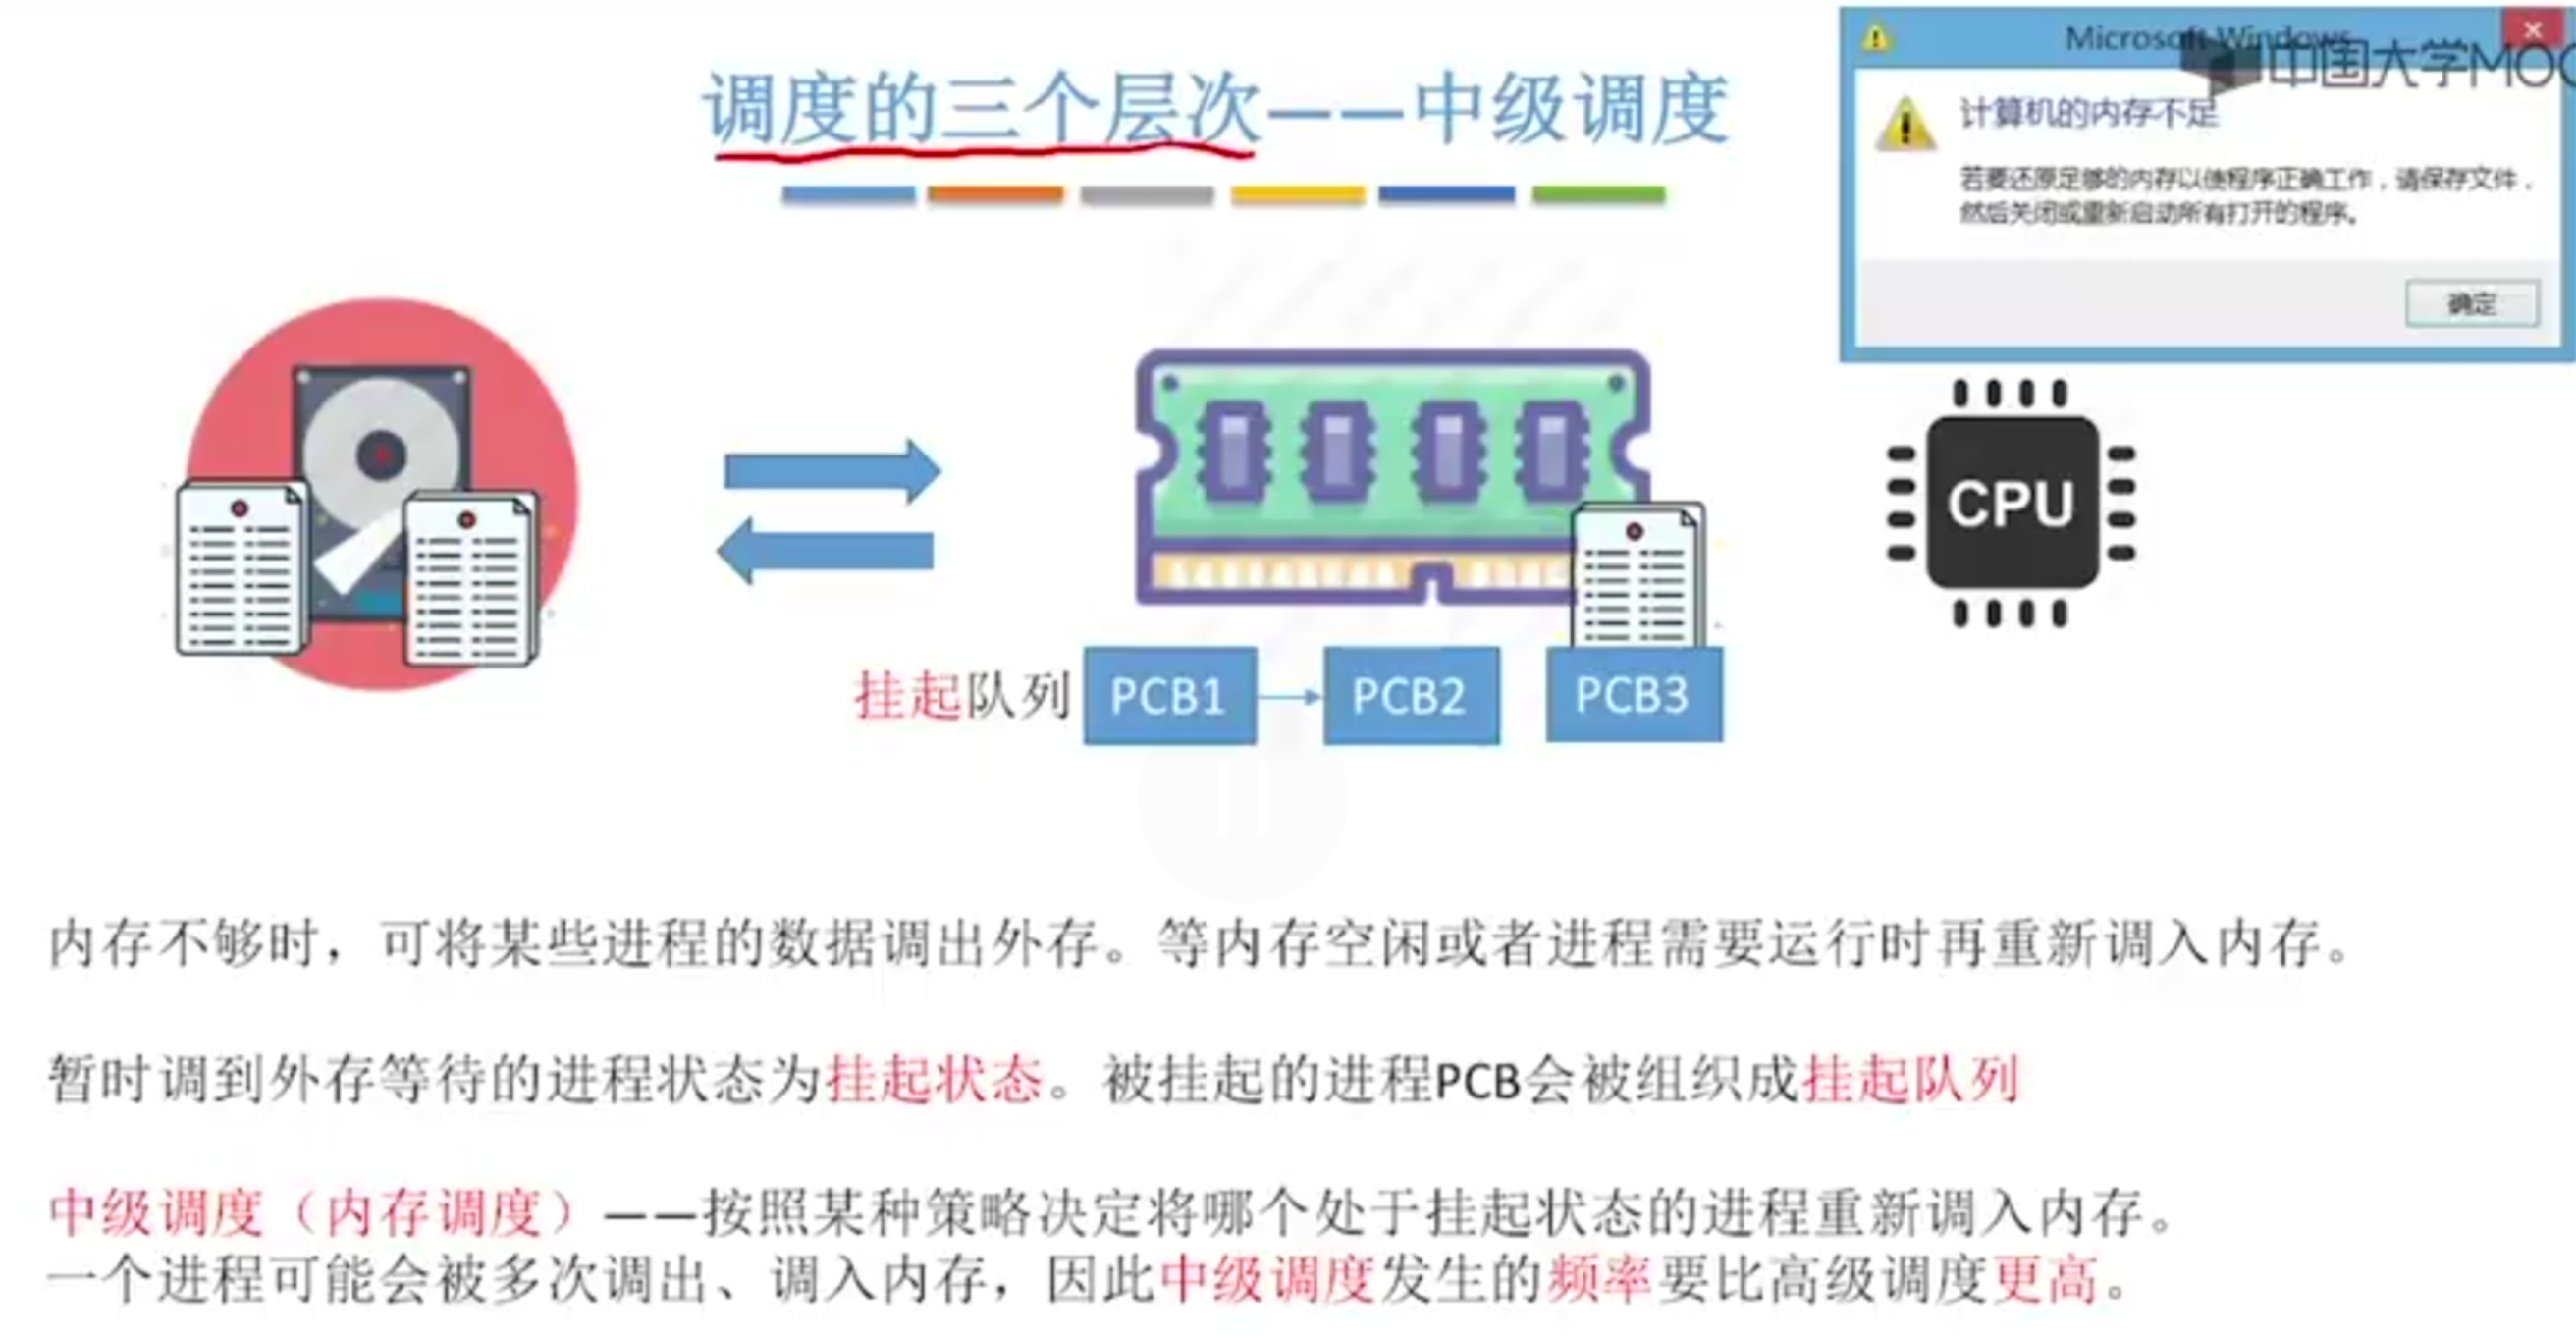 调度的三个层次——中级调度
Microsoft Windows
中国大学MOO
计算机的内存不足
若要还原足够的内存以使程序正确工作，请保存文件，
然后关闭或重新启动所有打开的程序。
确定
CPU
挂起队列 PCB1 PCB2 PCB3
内存不够时，可将某些进程的数据调出外存。等内存空闲或者进程需要运行时再重新调入内存。
暂时调到外存等待的进程状态为挂起状态。被挂起的进程PCB会被组织成挂起队列
中级调度（内存调度）——按照某种策略决定将哪个处于挂起状态的进程重新调入内存。
一个进程可能会被多次调出、调入内存，因此中级调度发生的频率要比高级调度更高。